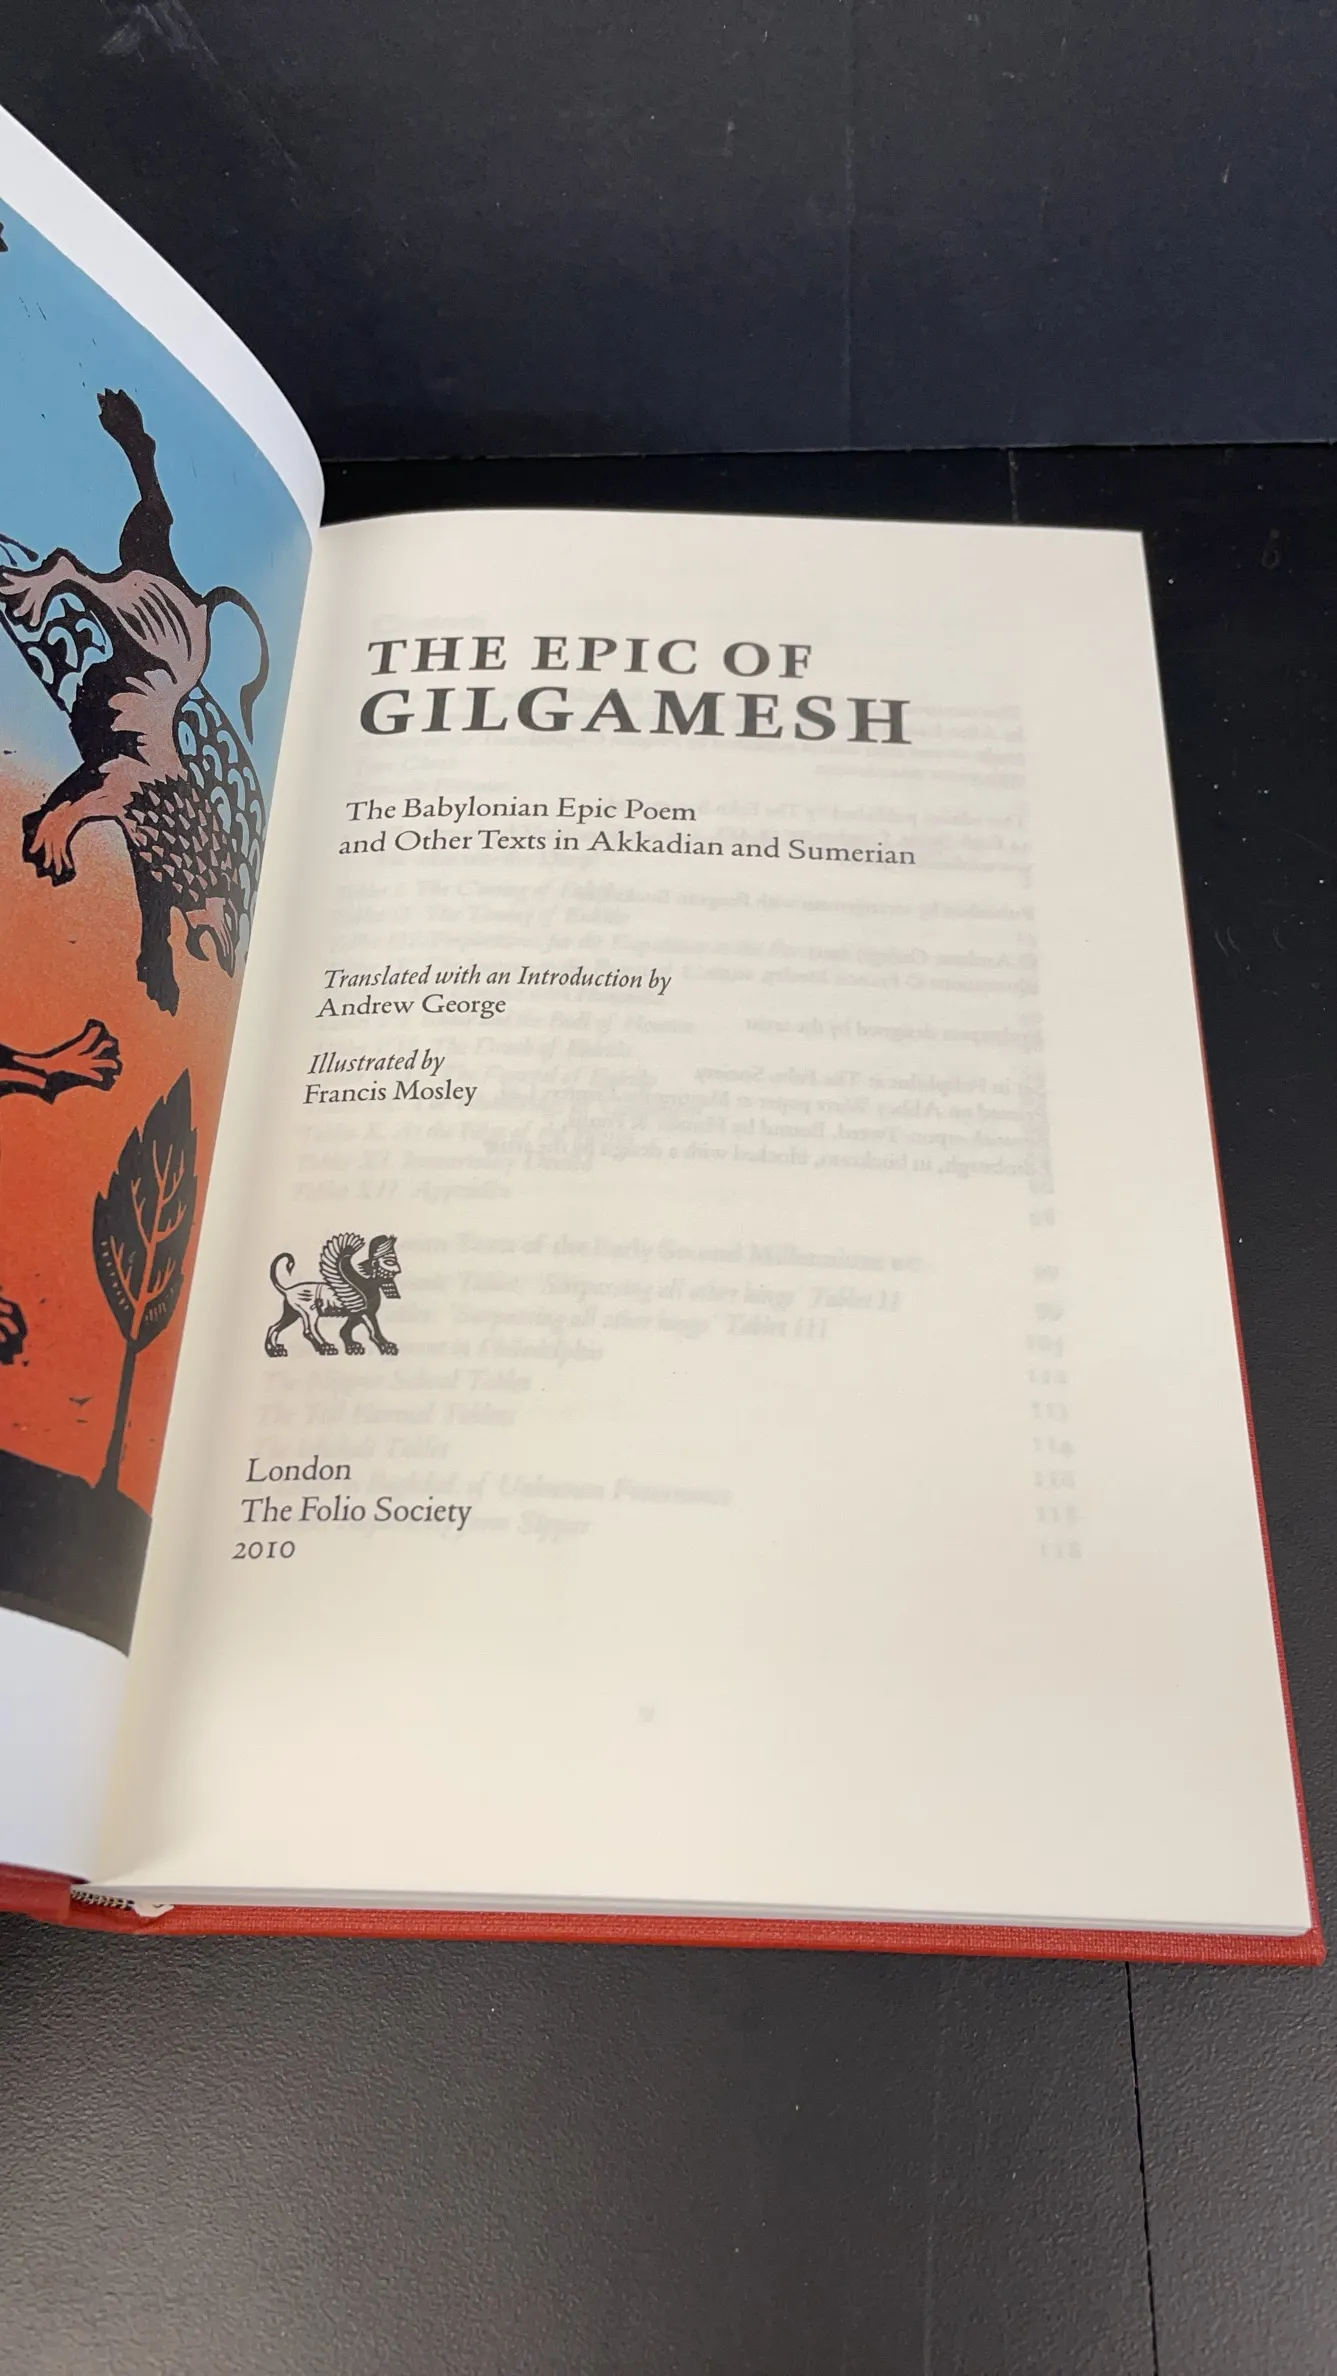 THE EPIC OF
GILGAMESH
The Babylonian Epic Poem
and Other Texts in Akkadian and Sumerian
Translated with an Introduction by
Andrew George
Illustrated by
Francis Mosley
London
The Folio Society
2010